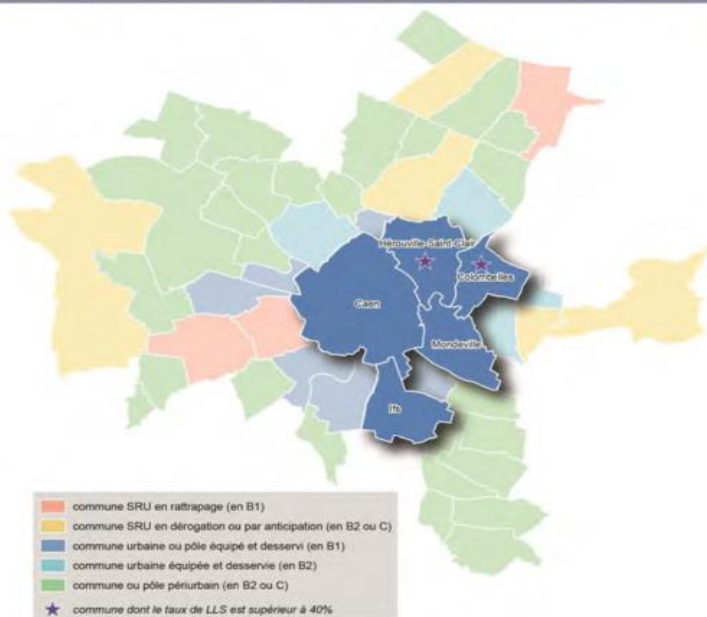 Hérouville-Saint-Clair
Colombelles
Caen
Mondeville
Ifs
commune SRU en rattrapage (en B1)
commune SRU en dérogation ou par anticipation (en B2 ou C)
commune urbaine ou pôle équipé et desservi (en B1)
commune urbaine équipée et desservie (en B2)
commune ou pôle périurbain (en B2 ou C)
commune dont le taux de LLS est supérieur à 40%